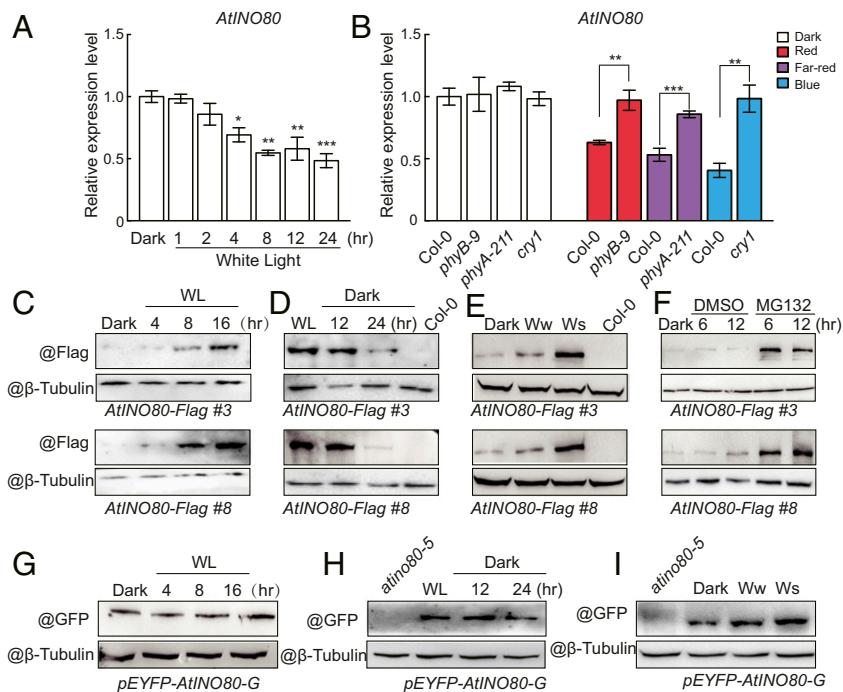 A
AtINO80
Relative expression level
1.5
1.0
0.5
0
*
**
**
***
Dark 1 2 4 8 12 24 (hr)
White Light
B
AtINO80
Relative expression level
1.5
1.0
0.5
0
**
***
**
Dark
Red
Far-red
Blue
Col-0
phyB-9
phyA-211
cry1
Col-0
phyB-9
Col-0
phyA-211
Col-0
cry1
C
WL
Dark 4 8 16 (hr)
@Flag
@β-Tubulin
AtINO80-Flag #3
@Flag
@β-Tubulin
AtINO80-Flag #8
D
Dark
WL 12 24 (hr) Col-0
AtINO80-Flag #3
AtINO80-Flag #8
E
Dark Ww Ws Col-0
AtINO80-Flag #3
AtINO80-Flag #8
F
DMSO MG132
Dark 6 12 6 12 (hr)
AtINO80-Flag #3
AtINO80-Flag #8
G
WL
Dark 4 8 16 (hr)
@GFP
@β-Tubulin
pEYFP-AtINO80-G
H
atino80-5
Dark
WL 12 24 (hr)
@GFP
@β-Tubulin
pEYFP-AtINO80-G
I
atino80-5
Dark Ww Ws
@GFP
@β-Tubulin
pEYFP-AtINO80-G